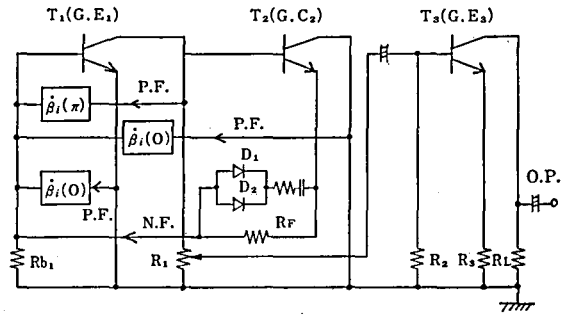 T₁(G.E₁)
T₂(G.C₂)
T₃(G.E₃)
P.F.
β̇ᵢ(π)
P.F.
β̇ᵢ(0)
D₁
D₂
O.P.
β̇ᵢ(0)
P.F.
N.F.
R_F
Rb₁
R₁
R₂
R₃
R_L